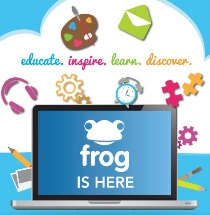 educate. inspire. learn. discover.
frog
IS HERE